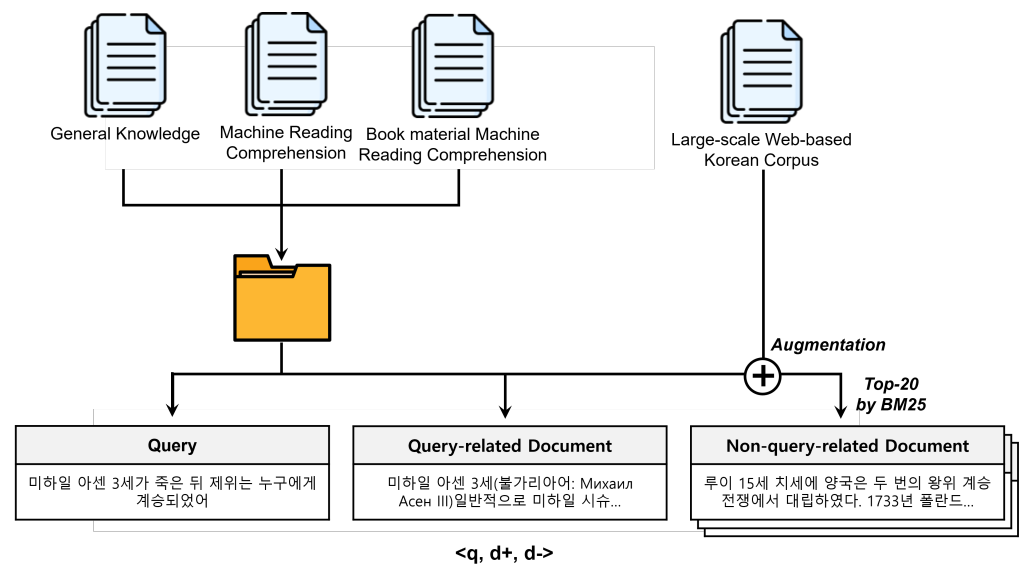 General Knowledge
Machine Reading
Comprehension
Book material Machine
Reading Comprehension
Large-scale Web-based
Korean Corpus
Augmentation
Top-20
by BM25
Query
미하일 아센 3세가 죽은 뒤 제위는 누구에게
계승되었어
Query-related Document
미하일 아센 3세(불가리아어: Михаил
Асен III)일반적으로 미하일 시슈...
Non-query-related Document
루이 15세 치세에 양국은 두 번의 왕위 계승
전쟁에서 대립하였다. 1733년 폴란드...
<q, d+, d->